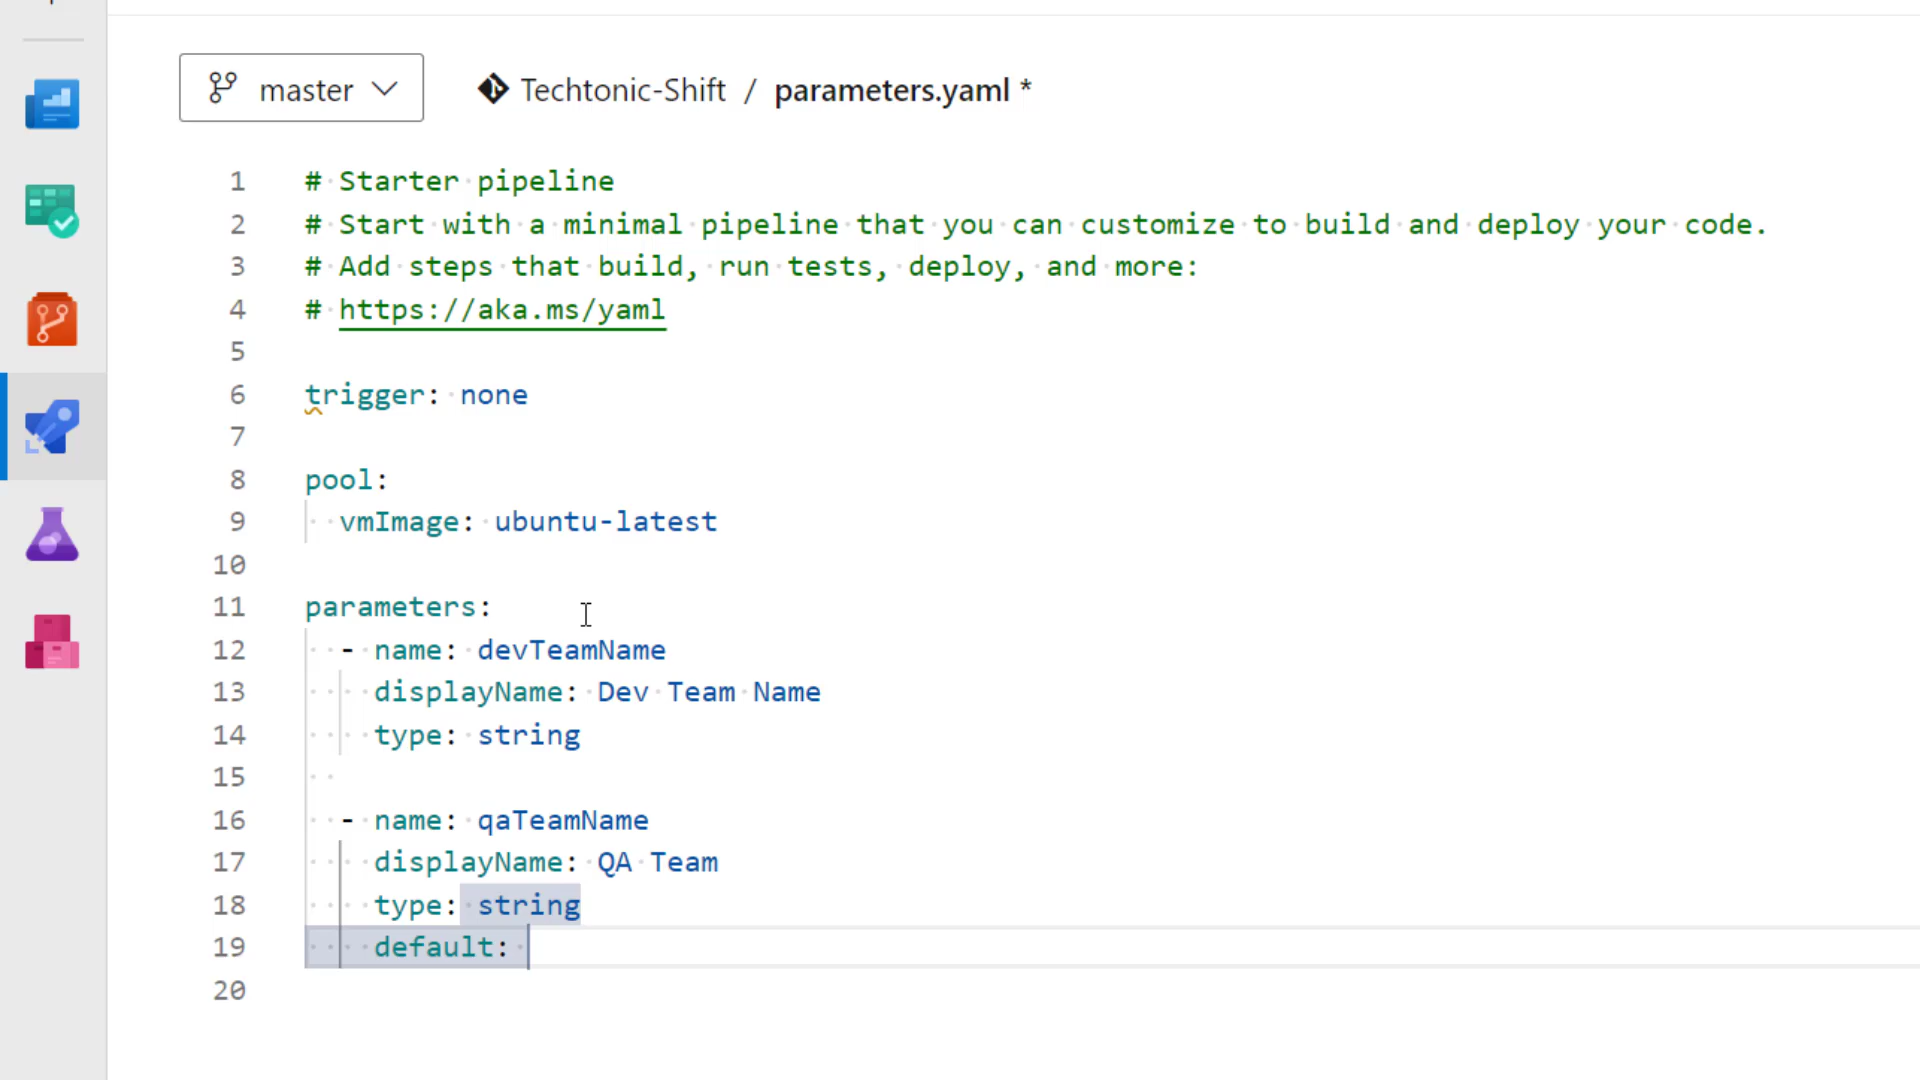 master
Techtonic-Shift / parameters.yaml *
1 # Starter pipeline
2 # Start with a minimal pipeline that you can customize to build and deploy your code.
3 # Add steps that build, run tests, deploy, and more:
4 # https://aka.ms/yaml
5
6 trigger: none
7
8 pool:
9   vmImage: ubuntu-latest
10
11 parameters:
12   - name: devTeamName
13     displayName: Dev Team Name
14     type: string
15
16   - name: qaTeamName
17     displayName: QA Team
18     type: string
19     default:
20